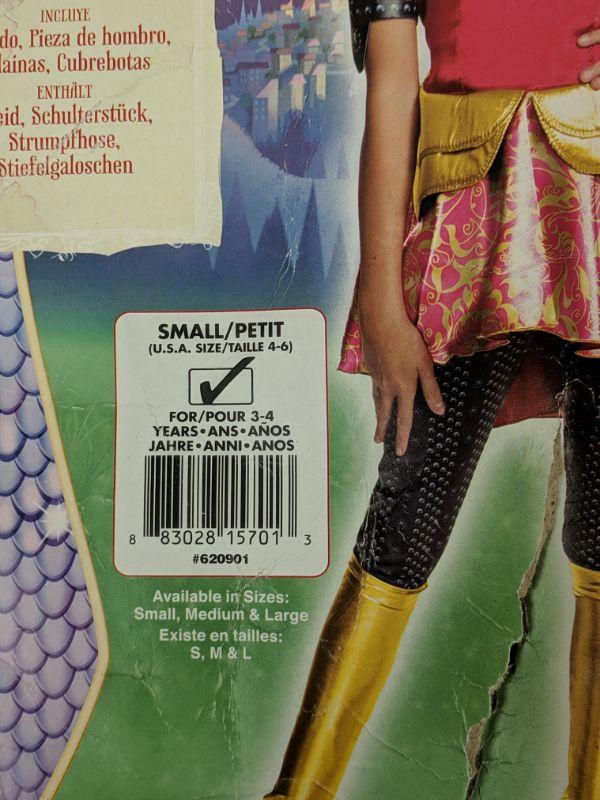 INCLUYE
do, Pieza de hombro,
lainas, Cubrebotas
ENTHÄLT
eid, Schulterstück,
Strumpfhose,
Stiefelgaloschen
SMALL/PETIT
(U.S.A. SIZE/TAILLE 4-6)
FOR/POUR 3-4
YEARS•ANS•AÑOS
JAHRE•ANNI•ANOS
8 83028 15701 3
#620901
Available in Sizes:
Small, Medium & Large
Existe en tailles:
S, M & L